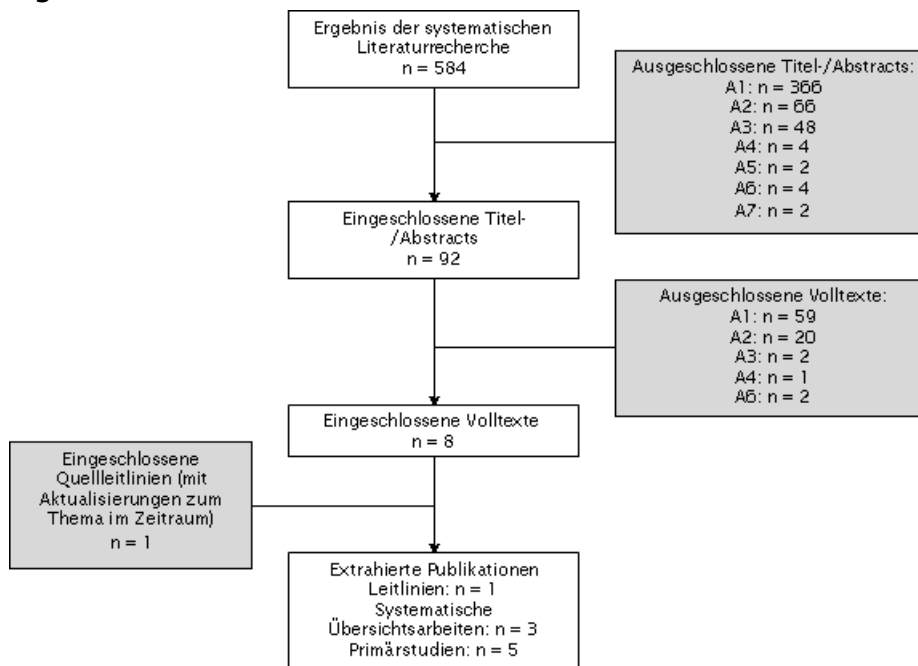 Ergebnis der systematischen
Literaturrecherche
n = 584
Ausgeschlossene Titel-/Abstracts:
A1: n = 366
A2: n = 66
A3: n = 48
A4: n = 4
A5: n = 2
A6: n = 4
A7: n = 2
Eingeschlossene Titel-
/Abstracts
n = 92
Ausgeschlossene Volltexte:
A1: n = 59
A2: n = 20
A3: n = 2
A4: n = 1
A6: n = 2
Eingeschlossene Volltexte
n = 8
Eingeschlossene
Quellleitlinien (mit
Aktualisierungen zum
Thema im Zeitraum)
n = 1
Extrahierte Publikationen
Leitlinien: n = 1
Systematische
Übersichtsarbeiten: n = 3
Primärstudien: n = 5